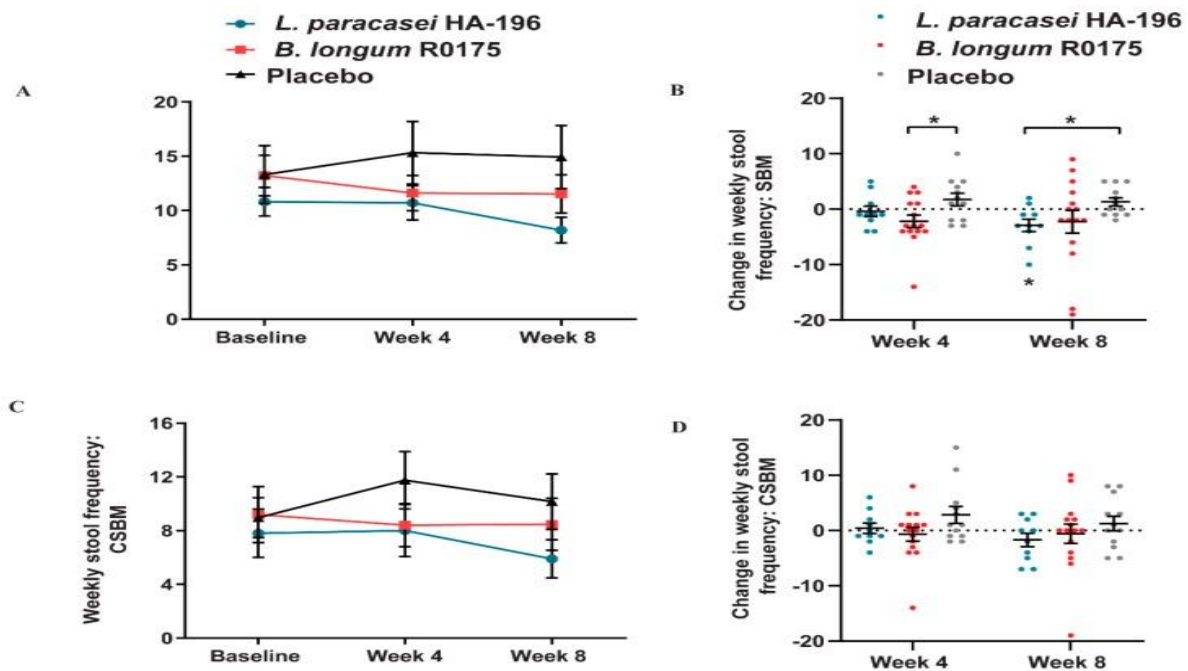 L. paracasei HA-196
B. longum R0175
Placebo
A
20
15
10
5
0
Baseline
Week 4
Week 8
L. paracasei HA-196
B. longum R0175
Placebo
B
Change in weekly stool
frequency: SBM
20
10
0
-10
-20
*
*
*
Week 4
Week 8
C
Weekly stool frequency:
CSBM
16
12
8
4
0
Baseline
Week 4
Week 8
D
Change in weekly stool
frequency: CSBM
20
10
0
-10
-20
Week 4
Week 8